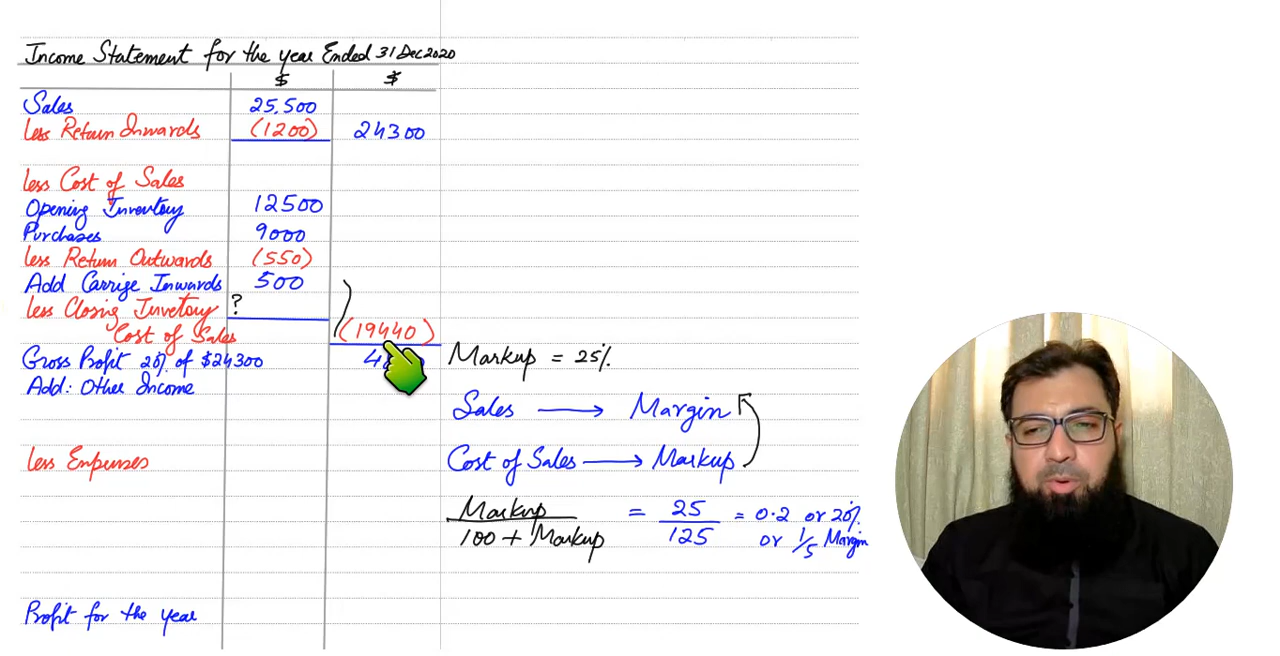 Income Statement for the year Ended 31 Dec 2020
$ $
Sales 25,500
less Return Inwards (1200) 24300
less Cost of Sales
Opening Inventory 12500
Purchases 9000
less Return Outwards (550)
Add Carrige Inwards 500
less Closing Invetory ?
Cost of Sales (19440)
Gross Profit 20% of $24300 4
Add: Other Income
less Expenses
Profit for the year
Markup = 25%
Sales → Margin
Cost of Sales → Markup
Markup = 25 = 0.2 or 20%
100 + Markup 125 or 1/5 Margin